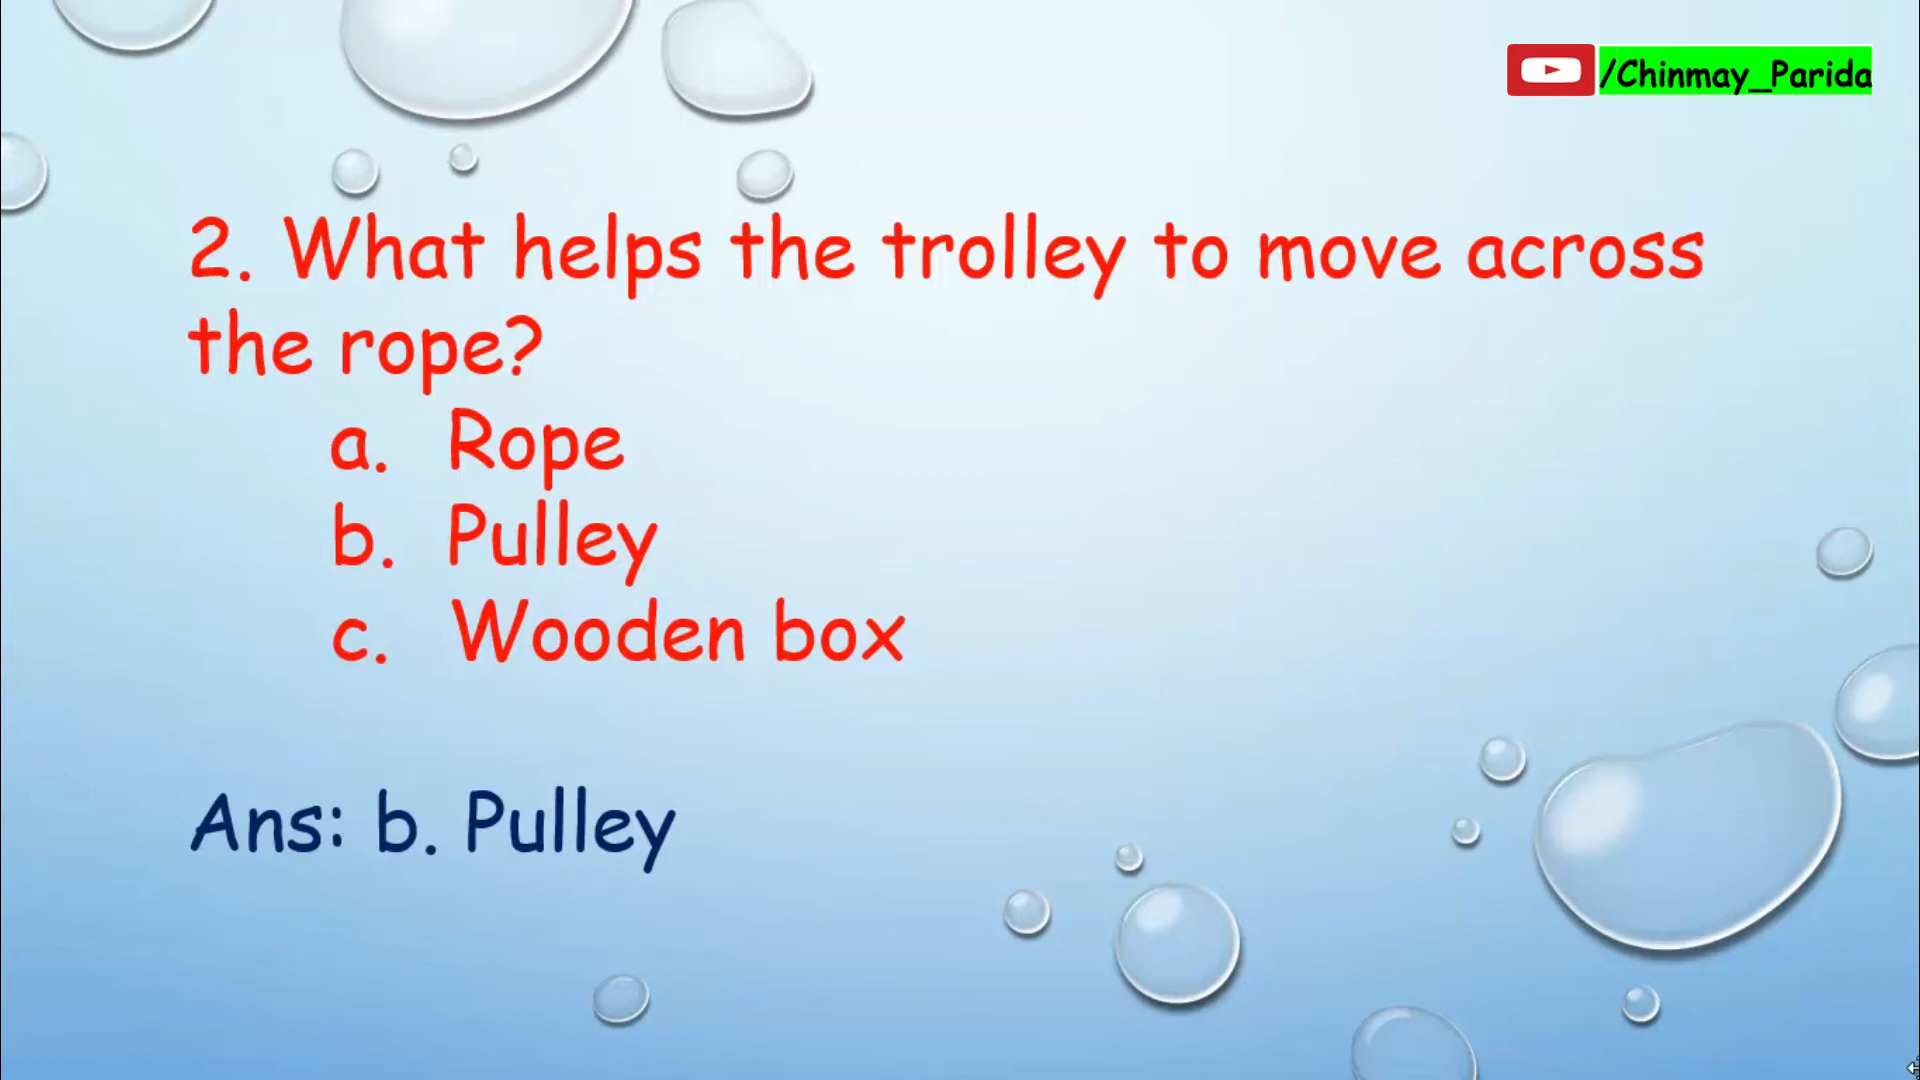 /Chinmay_Parida
2. What helps the trolley to move across
the rope?
a. Rope
b. Pulley
c. Wooden box
Ans: b. Pulley